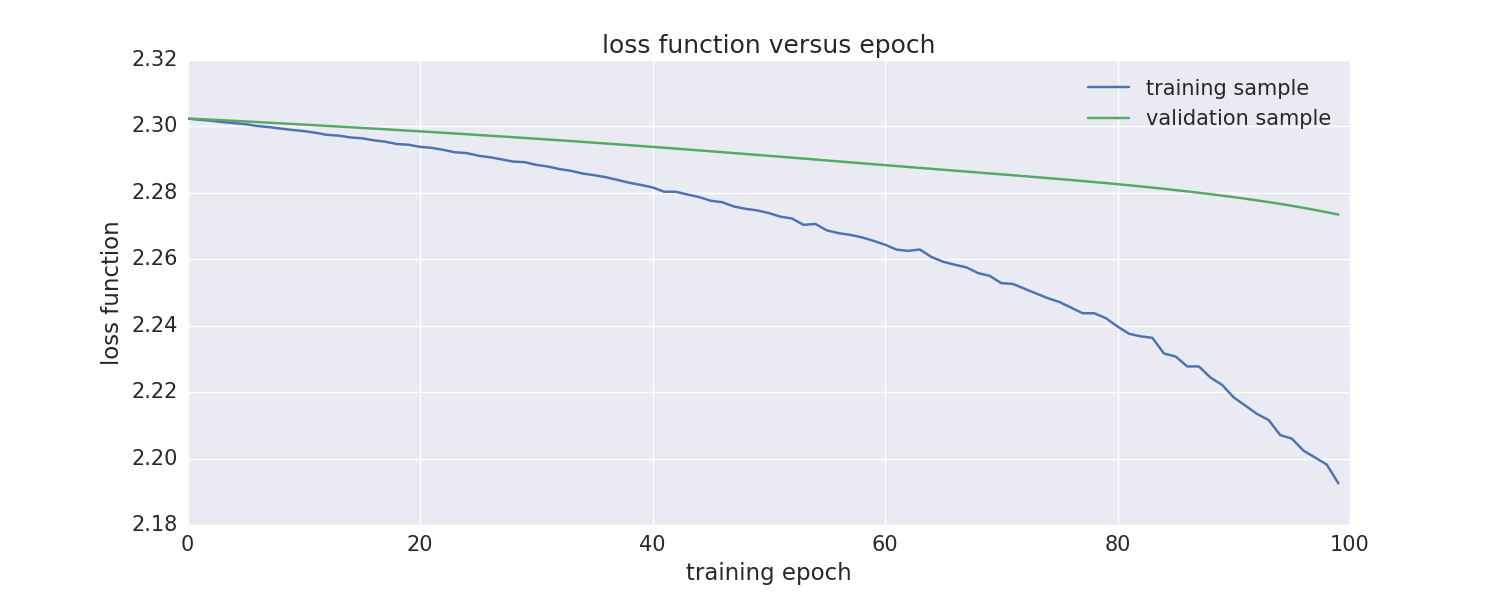 loss function versus epoch
training sample
validation sample
loss function
2.32
2.30
2.28
2.26
2.24
2.22
2.20
2.18
0 20 40 60 80 100
training epoch